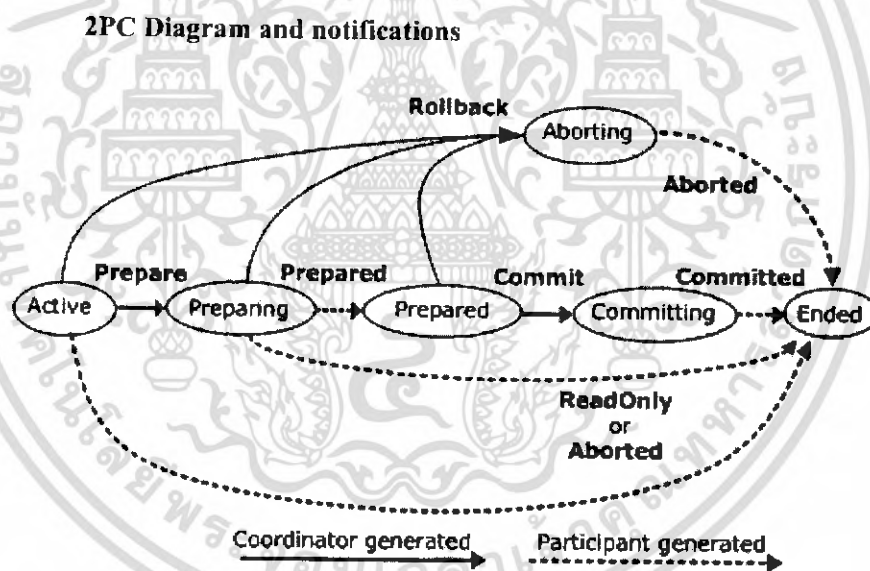 2PC Diagram and notifications
Rollback
Aborting
Aborted
Prepare
Prepared
Commit
Committed
Active
Preparing
Prepared
Committing
Ended
ReadOnly
or
Aborted
Coordinator generated
Participant generated